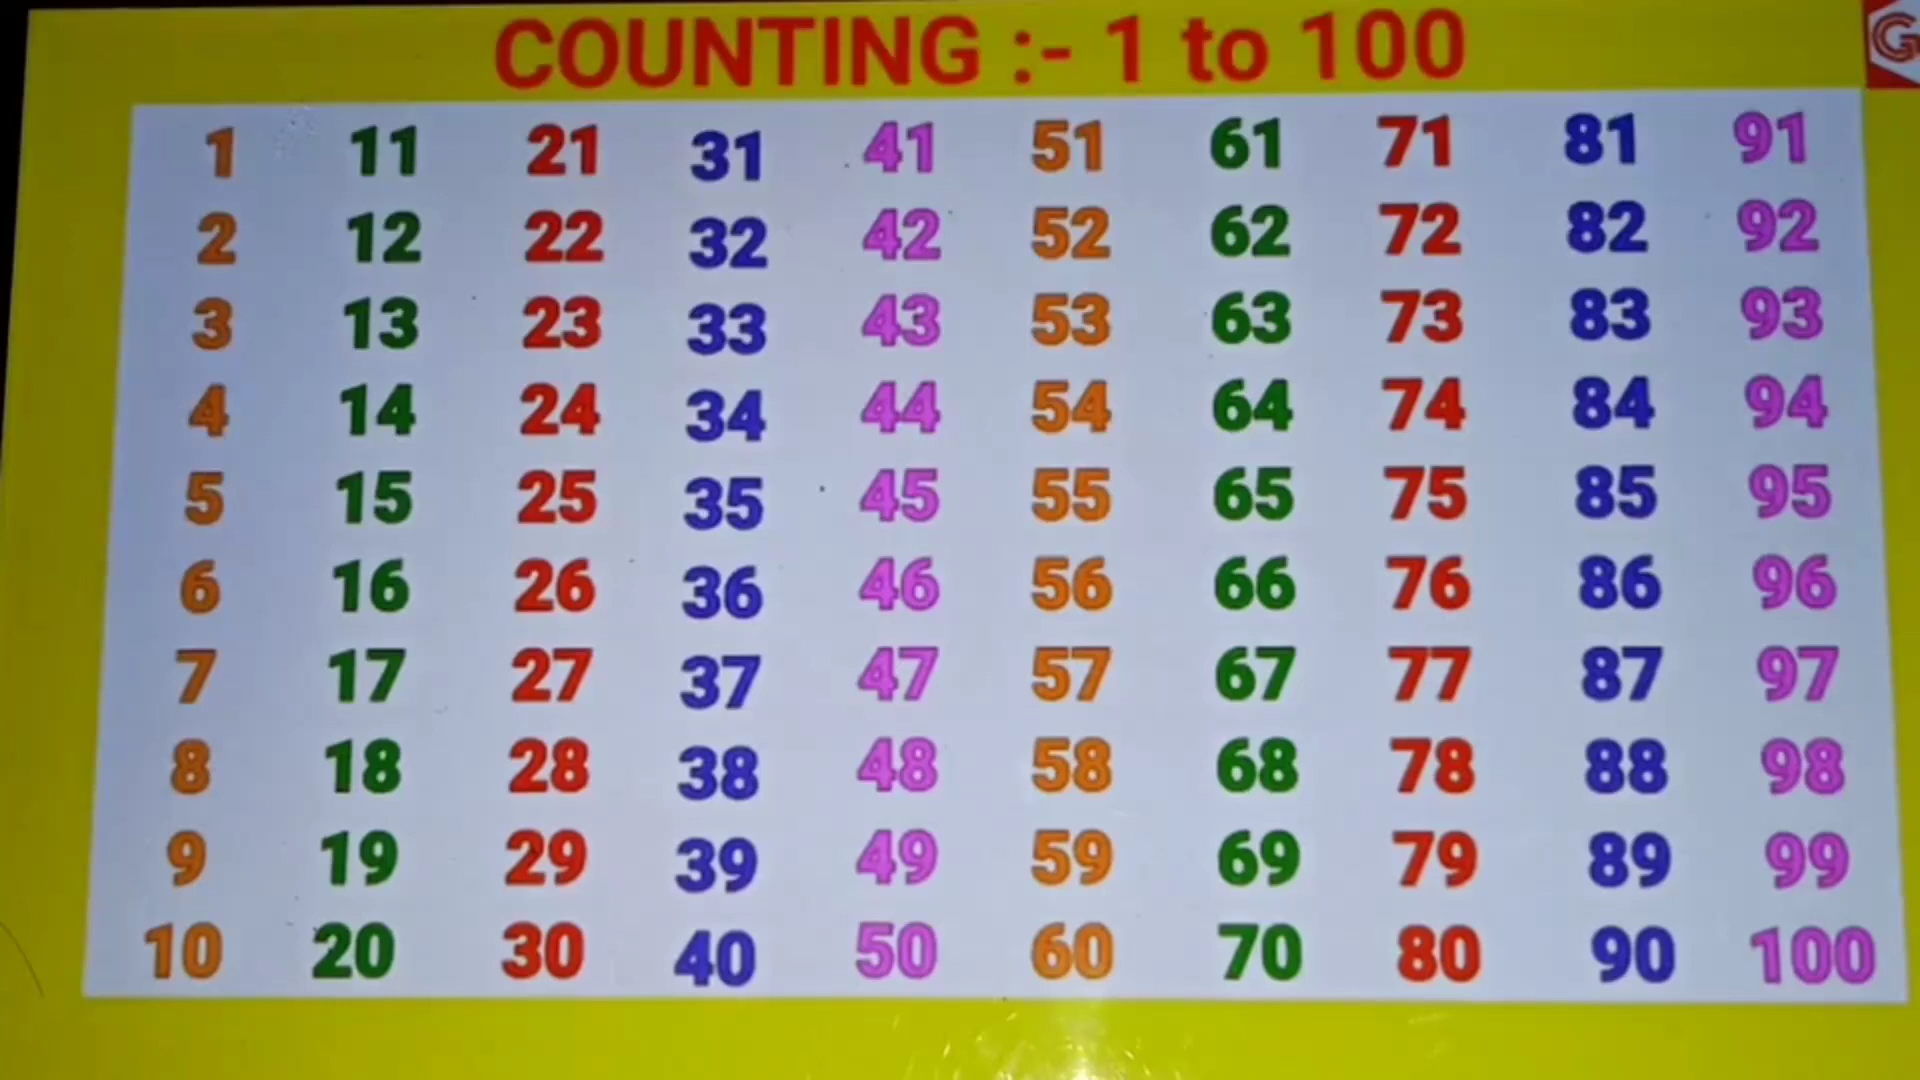 COUNTING :- 1 to 100
G
1 11 21 31 41 51 61 71 81 91
2 12 22 32 42 52 62 72 82 92
3 13 23 33 43 53 63 73 83 93
4 14 24 34 44 54 64 74 84 94
5 15 25 35 45 55 65 75 85 95
6 16 26 36 46 56 66 76 86 96
7 17 27 37 47 57 67 77 87 97
8 18 28 38 48 58 68 78 88 98
9 19 29 39 49 59 69 79 89 99
10 20 30 40 50 60 70 80 90 100